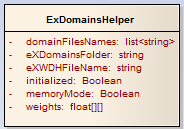 ExDomainsHelper
- domainFilesNames: list<string>
- eXDomainsFolder: string
- eXWDHFileName: string
- initialized: Boolean
- memoryMode: Boolean
- weights: float[][]